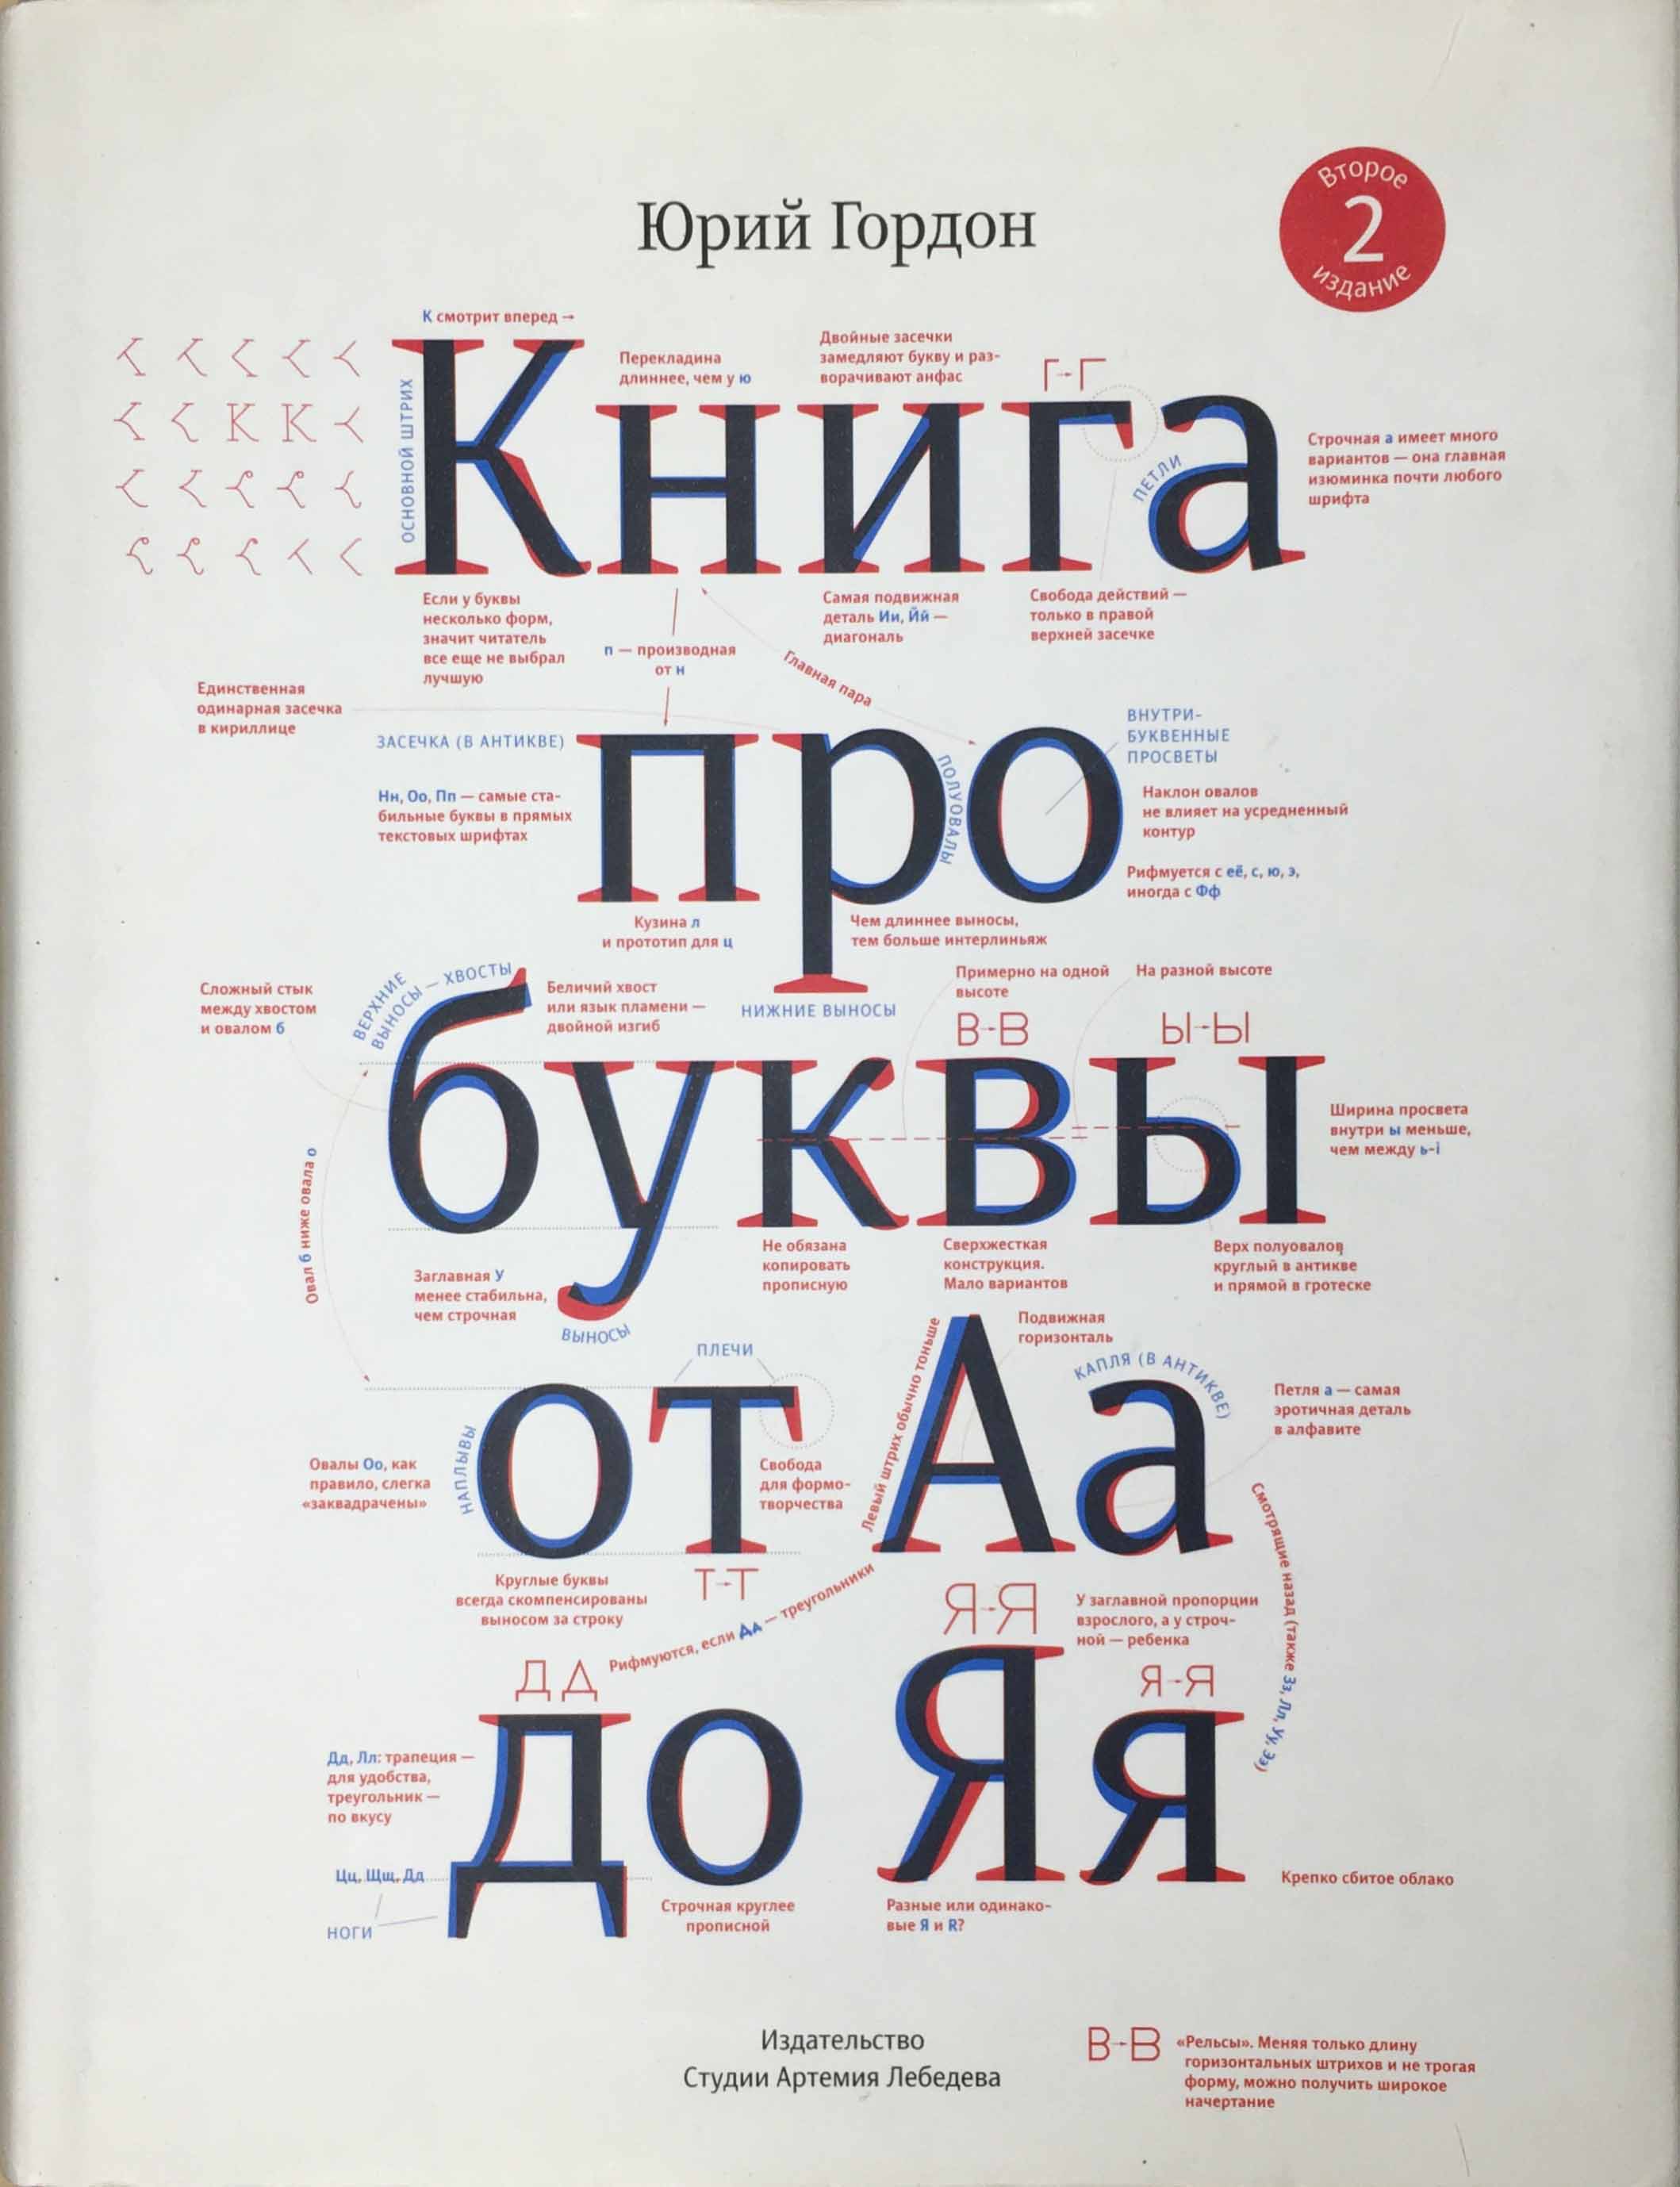 Юрий Гордон
Второе
2
издание
К смотрит вперед →
ОСНОВНОЙ ШТРИХ
Перекладина
длиннее, чем у ю
Двойные засечки
замедляют букву и раз-
ворачивают анфас
Г-Г
К К
Книга
ПЕТЛИ
Строчная а имеет много
вариантов — она главная
изюминка почти любого
шрифта
Если у буквы
несколько форм,
значит читатель
все еще не выбрал
лучшую
п — производная
от н
Самая подвижная
деталь Ии, Йй —
диагональ
Свобода действий —
только в правой
верхней засечке
Главная пара
Единственная
одинарная засечка
в кириллице
ЗАСЕЧКА (В АНТИКВЕ)
Нн, Оо, Пп — самые ста-
бильные буквы в прямых
текстовых шрифтах
про
ПОЛУОВАЛЫ
ВНУТРИ-
БУКВЕННЫЕ
ПРОСВЕТЫ
Наклон овалов
не влияет на усредненный
контур
Рифмуется с её, с, ю, э,
иногда с Фф
Кузина л
и прототип для ц
Чем длиннее выносы,
тем больше интерлиньяж
НИЖНИЕ ВЫНОСЫ
Сложный стык
между хвостом
и овалом б
ВЕРХНИЕ
ВЫНОСЫ — ХВОСТЫ
Беличий хвост
или язык пламени —
двойной изгиб
Примерно на одной
высоте
В-В
На разной высоте
Ы-Ы
буквы
Овал б ниже овала о
Ширина просвета
внутри ы меньше,
чем между ь-і
Заглавная У
менее стабильна,
чем строчная
ВЫНОСЫ
Не обязана
копировать
прописную
Сверхжесткая
конструкция.
Мало вариантов
Верх полуовалов
круглый в антикве
и прямой в гротеске
ПЛЕЧИ
Левый штрих обычно тоньше
Подвижная
горизонталь
КАПЛЯ (В АНТИКВЕ)
Петля а — самая
эротичная деталь
в алфавите
от Аа
Овалы Оо, как
правило, слегка
«заквадрачены»
НАПЛЫВЫ
Свобода
для формо-
творчества
Круглые буквы
всегда скомпенсированы
выносом за строку
Т-Т
Рифмуются, если Дд — треугольники
Смотрящие назад (также Зз, Лл, Уу, Ээ)
Я-Я
У заглавной пропорции
взрослого, а у строч-
ной — ребенка
Я-Я
Д Д
до Яя
Дд, Лл: трапеция —
для удобства,
треугольник —
по вкусу
Цц, Щщ, Дд
НОГИ
Строчная круглее
прописной
Разные или одинако-
вые Я и R?
Крепко сбитое облако
Издательство
Студии Артемия Лебедева
В-В
«Рельсы». Меняя только длину
горизонтальных штрихов и не трогая
форму, можно получить широкое
начертание